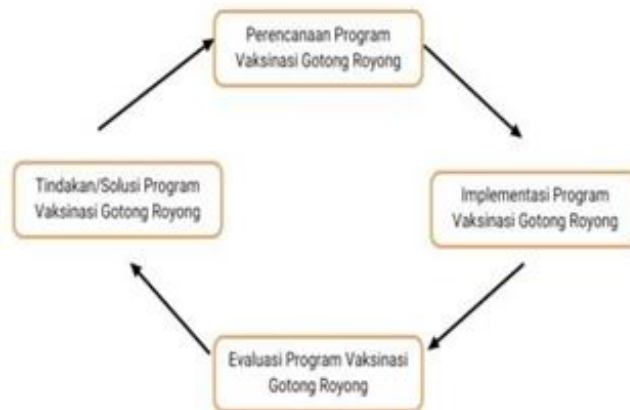 Perencanaan Program
Vaksinasi Gotong Royong
Tindakan/Solusi Program
Vaksinasi Gotong Royong
Implementasi Program
Vaksinasi Gotong Royong
Evaluasi Program Vaksinasi
Gotong Royong